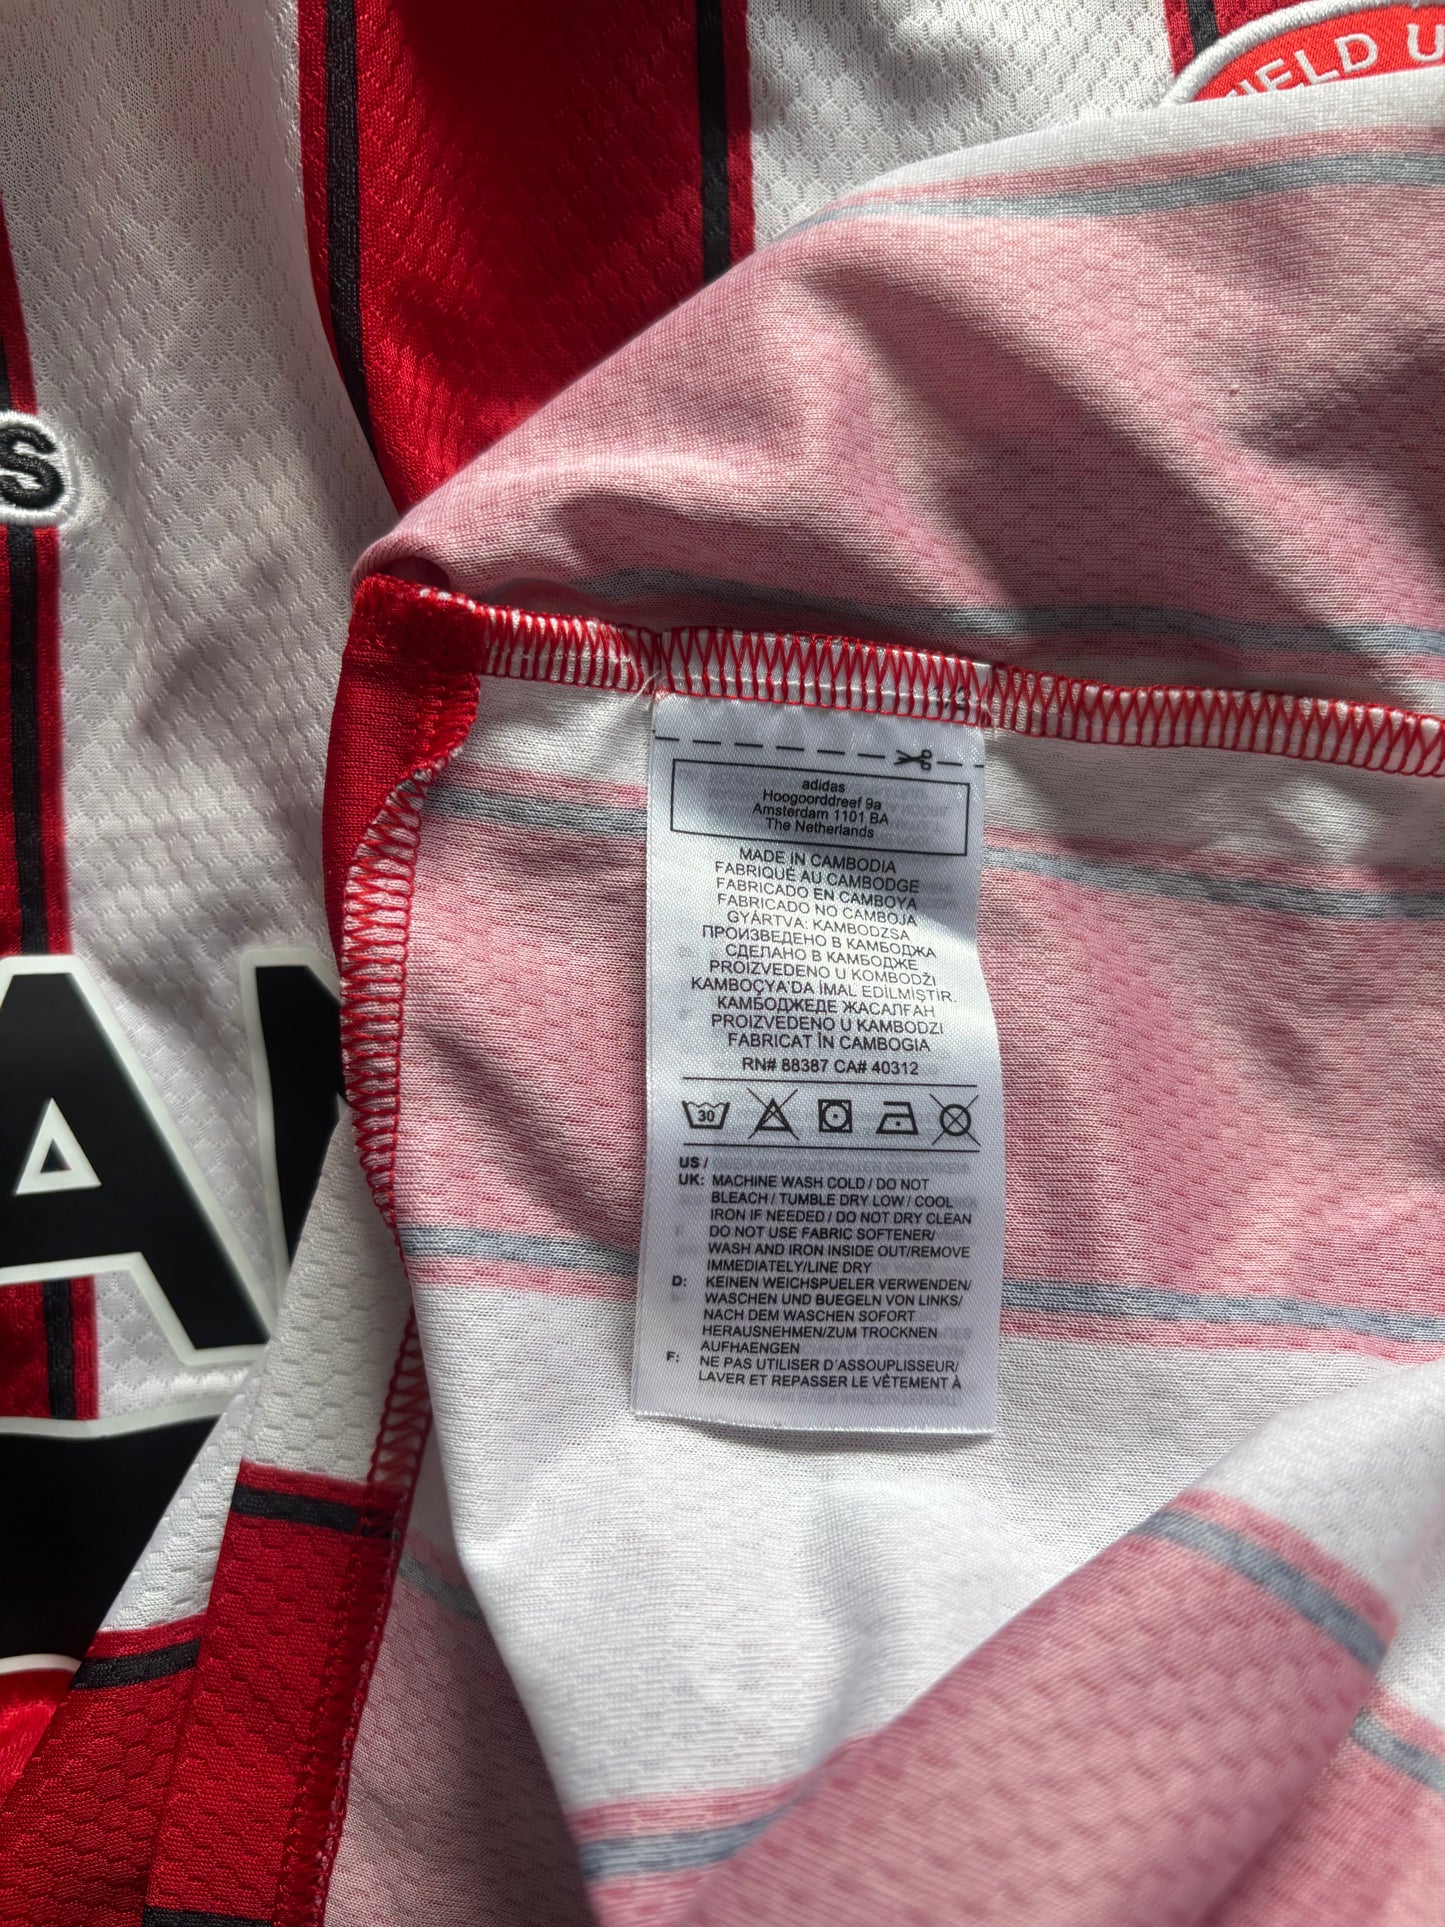 IELD U
S
AN
adidas
Hoogoorddreef 9a
Amsterdam 1101 BA
The Netherlands
MADE IN CAMBODIA
FABRIQUÉ AU CAMBODGE
FABRICADO EN CAMBOYA
FABRICADO NO CAMBOJA
GYÁRTVA: KAMBODZSA
ПРОИЗВЕДЕНО В КАМБОДЖА
СДЕЛАНО В КАМБОДЖЕ
PROIZVEDENO U KOMBODŽI
KAMBOÇYA'DA İMAL EDİLMİŞTİR.
КАМБОДЖЕДЕ ЖАСАЛҒАН
PROIZVEDENO U KAMBODZI
FABRICAT ÎN CAMBOGIA
RN# 88387 CA# 40312
30
US /
UK: MACHINE WASH COLD / DO NOT
BLEACH / TUMBLE DRY LOW / COOL
IRON IF NEEDED / DO NOT DRY CLEAN
DO NOT USE FABRIC SOFTENER/
WASH AND IRON INSIDE OUT/REMOVE
IMMEDIATELY/LINE DRY
D: KEINEN WEICHSPUELER VERWENDEN/
WASCHEN UND BUEGELN VON LINKS/
NACH DEM WASCHEN SOFORT
HERAUSNEHMEN/ZUM TROCKNEN
AUFHAENGEN
F: NE PAS UTILISER D´ASSOUPLISSEUR/
LAVER ET REPASSER LE VÊTEMENT À